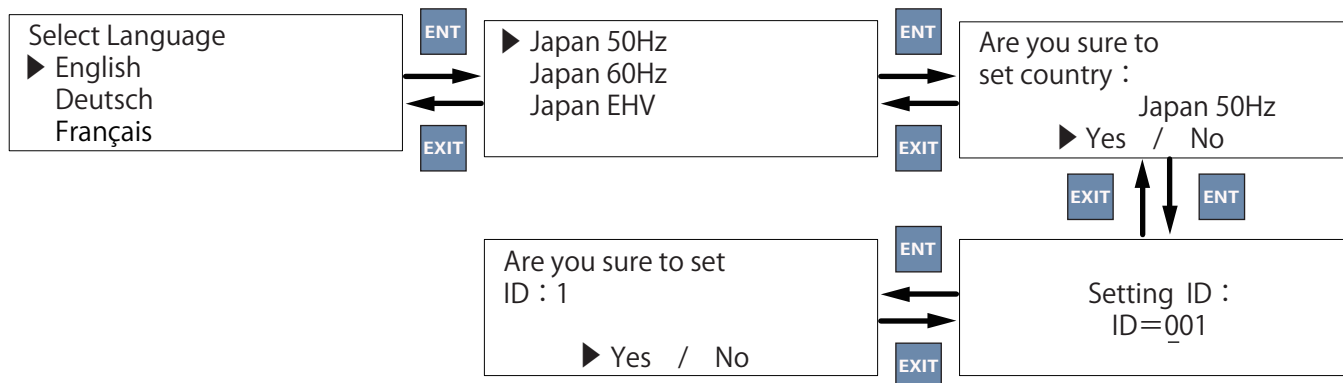 Select Language
▶ English
Deutsch
Français
ENT
EXIT
▶ Japan 50Hz
Japan 60Hz
Japan EHV
ENT
EXIT
Are you sure to
set country：
Japan 50Hz
▶ Yes / No
EXIT
ENT
Setting ID：
ID＝001
ENT
EXIT
Are you sure to set
ID：1
▶ Yes / No